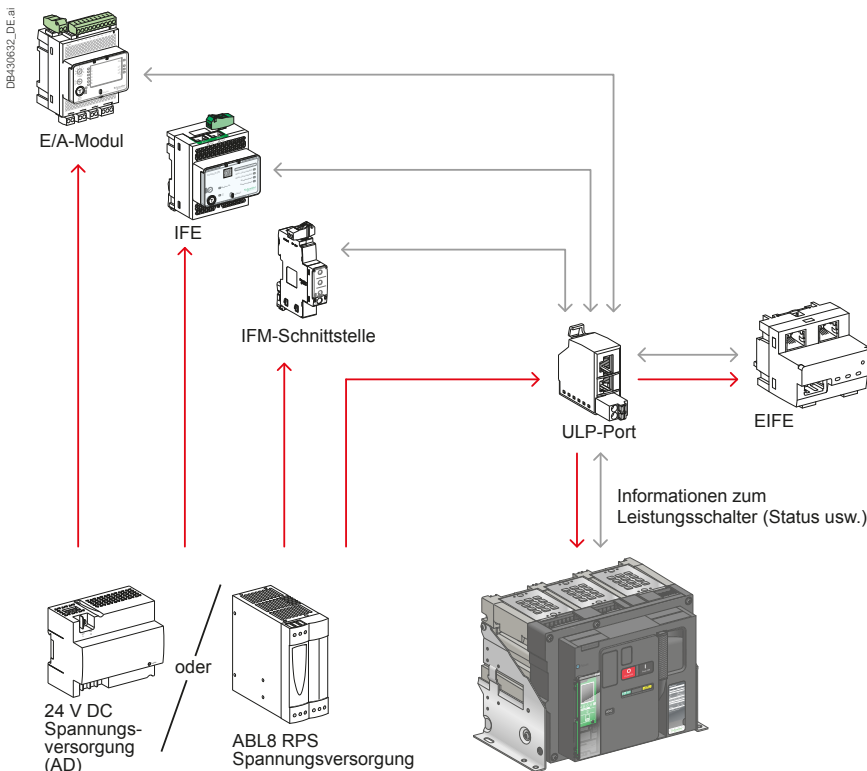 DB430632_DE.ai
E/A-Modul
IFE
IFM-Schnittstelle
ULP-Port
EIFE
Informationen zum
Leistungsschalter (Status usw.)
oder
24 V DC
Spannungs-
versorgung
(AD)
ABL8 RPS
Spannungsversorgung